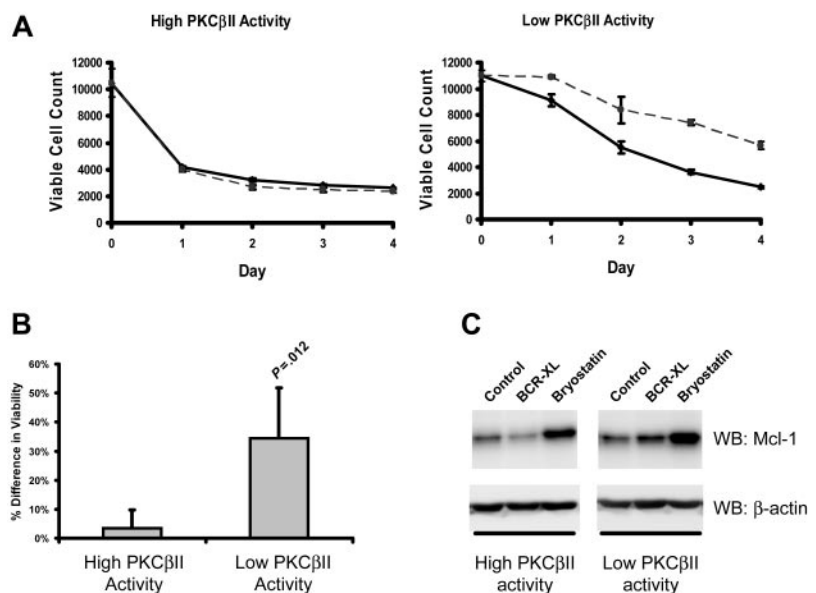 A
High PKCβII Activity
Viable Cell Count
12000
10000
8000
6000
4000
2000
0
0 1 2 3 4
Day
Low PKCβII Activity
Viable Cell Count
12000
10000
8000
6000
4000
2000
0
0 1 2 3 4
Day
B
% Difference in Viability
60%
50%
40%
30%
20%
10%
0%
P=.012
High PKCβII
Activity
Low PKCβII
Activity
C
Control BCR-XL Bryostatin
Control BCR-XL Bryostatin
WB: Mcl-1
WB: β-actin
High PKCβII
activity
Low PKCβII
activity